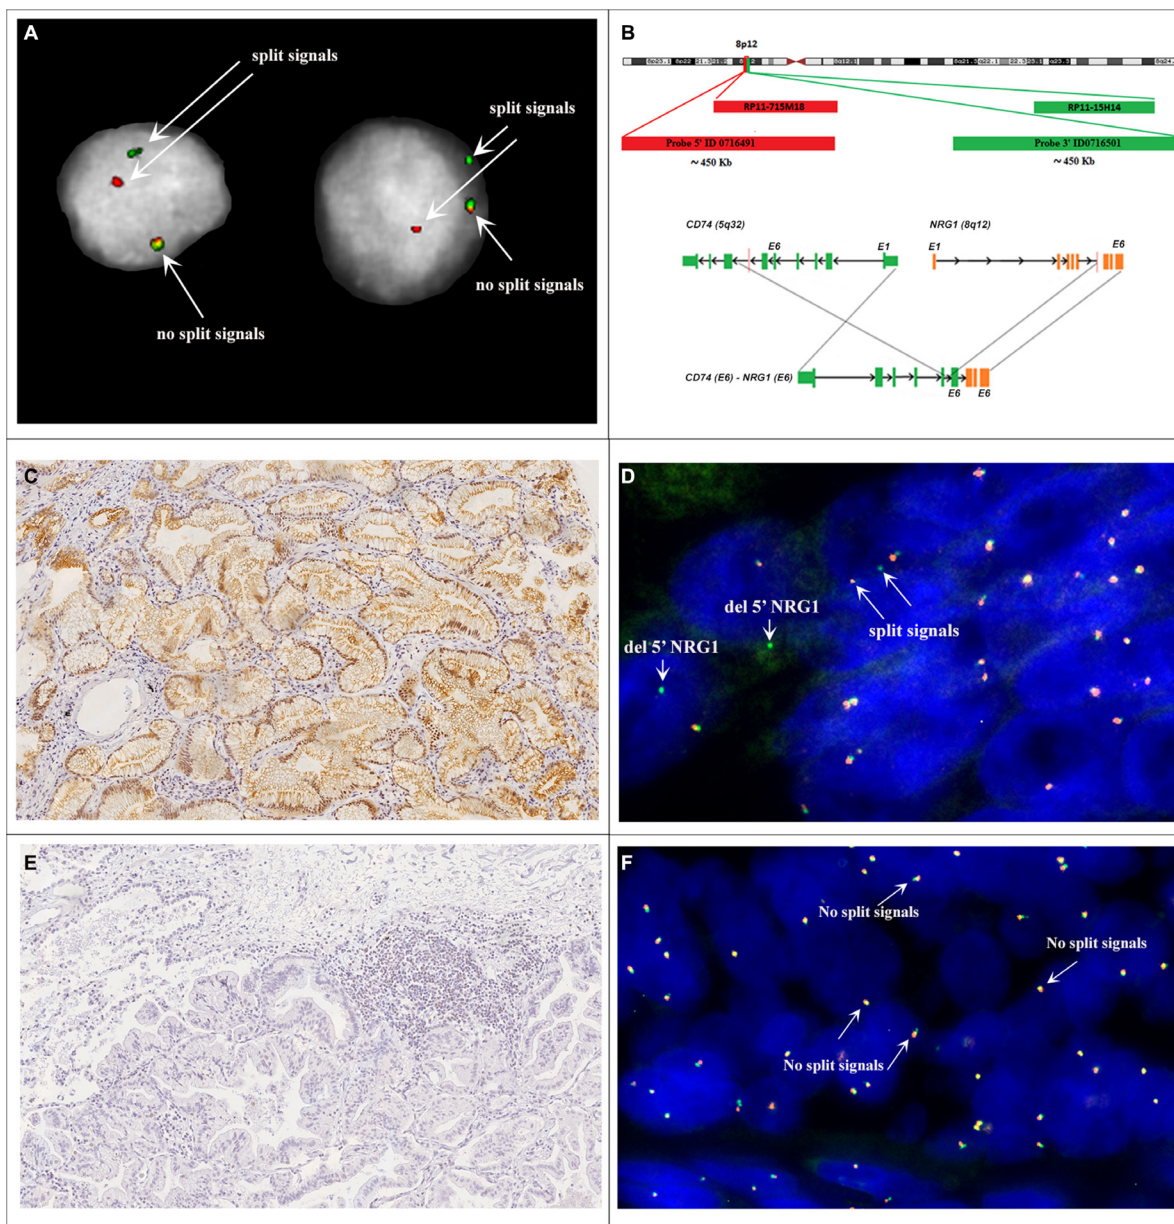 A
split signals
split signals
no split signals
no split signals
B
8p12
8q12.1
RP11-715M18
RP11-15H14
Probe 5' ID 0716491
Probe 3' ID0716501
~ 450 Kb
~ 450 Kb
CD74 (5q32)
NRG1 (8q12)
E6
E1
E1
E6
CD74 (E6) - NRG1 (E6)
E6
E6
C
D
del 5' NRG1
split signals
del 5' NRG1
E
F
No split signals
No split signals
No split signals